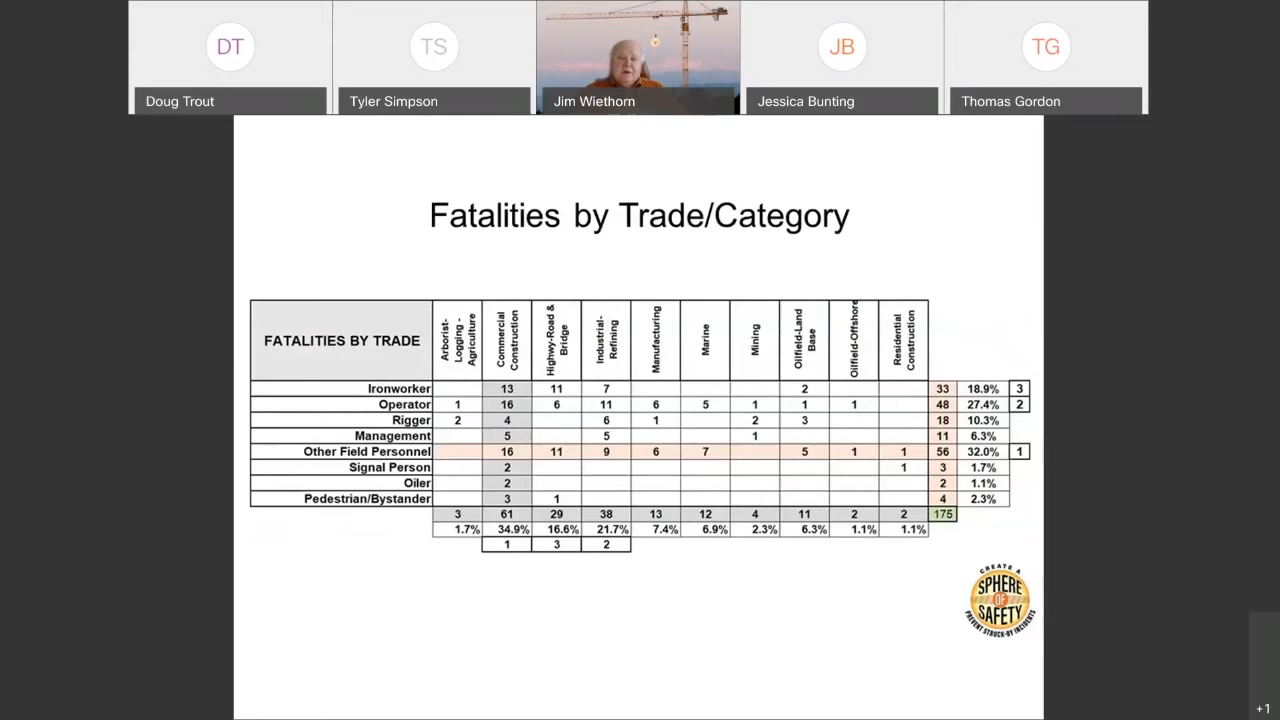 DT
TS
JB
TG
Doug Trout
Tyler Simpson
Jim Wiethorn
Jessica Bunting
Thomas Gordon
Fatalities by Trade/Category
FATALITIES BY TRADE
Arborist-
Logging -
Agriculture
Commercial
Construction
Highwy-Road &
Bridge
Industrial-
Refining
Manufacturing
Marine
Mining
Oilfield-Land
Base
Oilfield-Offshore
Residential
Construction
Ironworker 13 11 7 2 33 18.9% 3
Operator 1 16 6 11 6 5 1 1 1 48 27.4% 2
Rigger 2 4 6 1 2 3 18 10.3%
Management 5 5 1 11 6.3%
Other Field Personnel 16 11 9 6 7 5 1 1 56 32.0% 1
Signal Person 2 1 3 1.7%
Oiler 2 2 1.1%
Pedestrian/Bystander 3 1 4 2.3%
3 61 29 38 13 12 4 11 2 2 175
1.7% 34.9% 16.6% 21.7% 7.4% 6.9% 2.3% 6.3% 1.1% 1.1%
1 3 2
CREATE A
SPHERE
OF
SAFETY
PREVENT STRUCK-BY INCIDENTS
+1